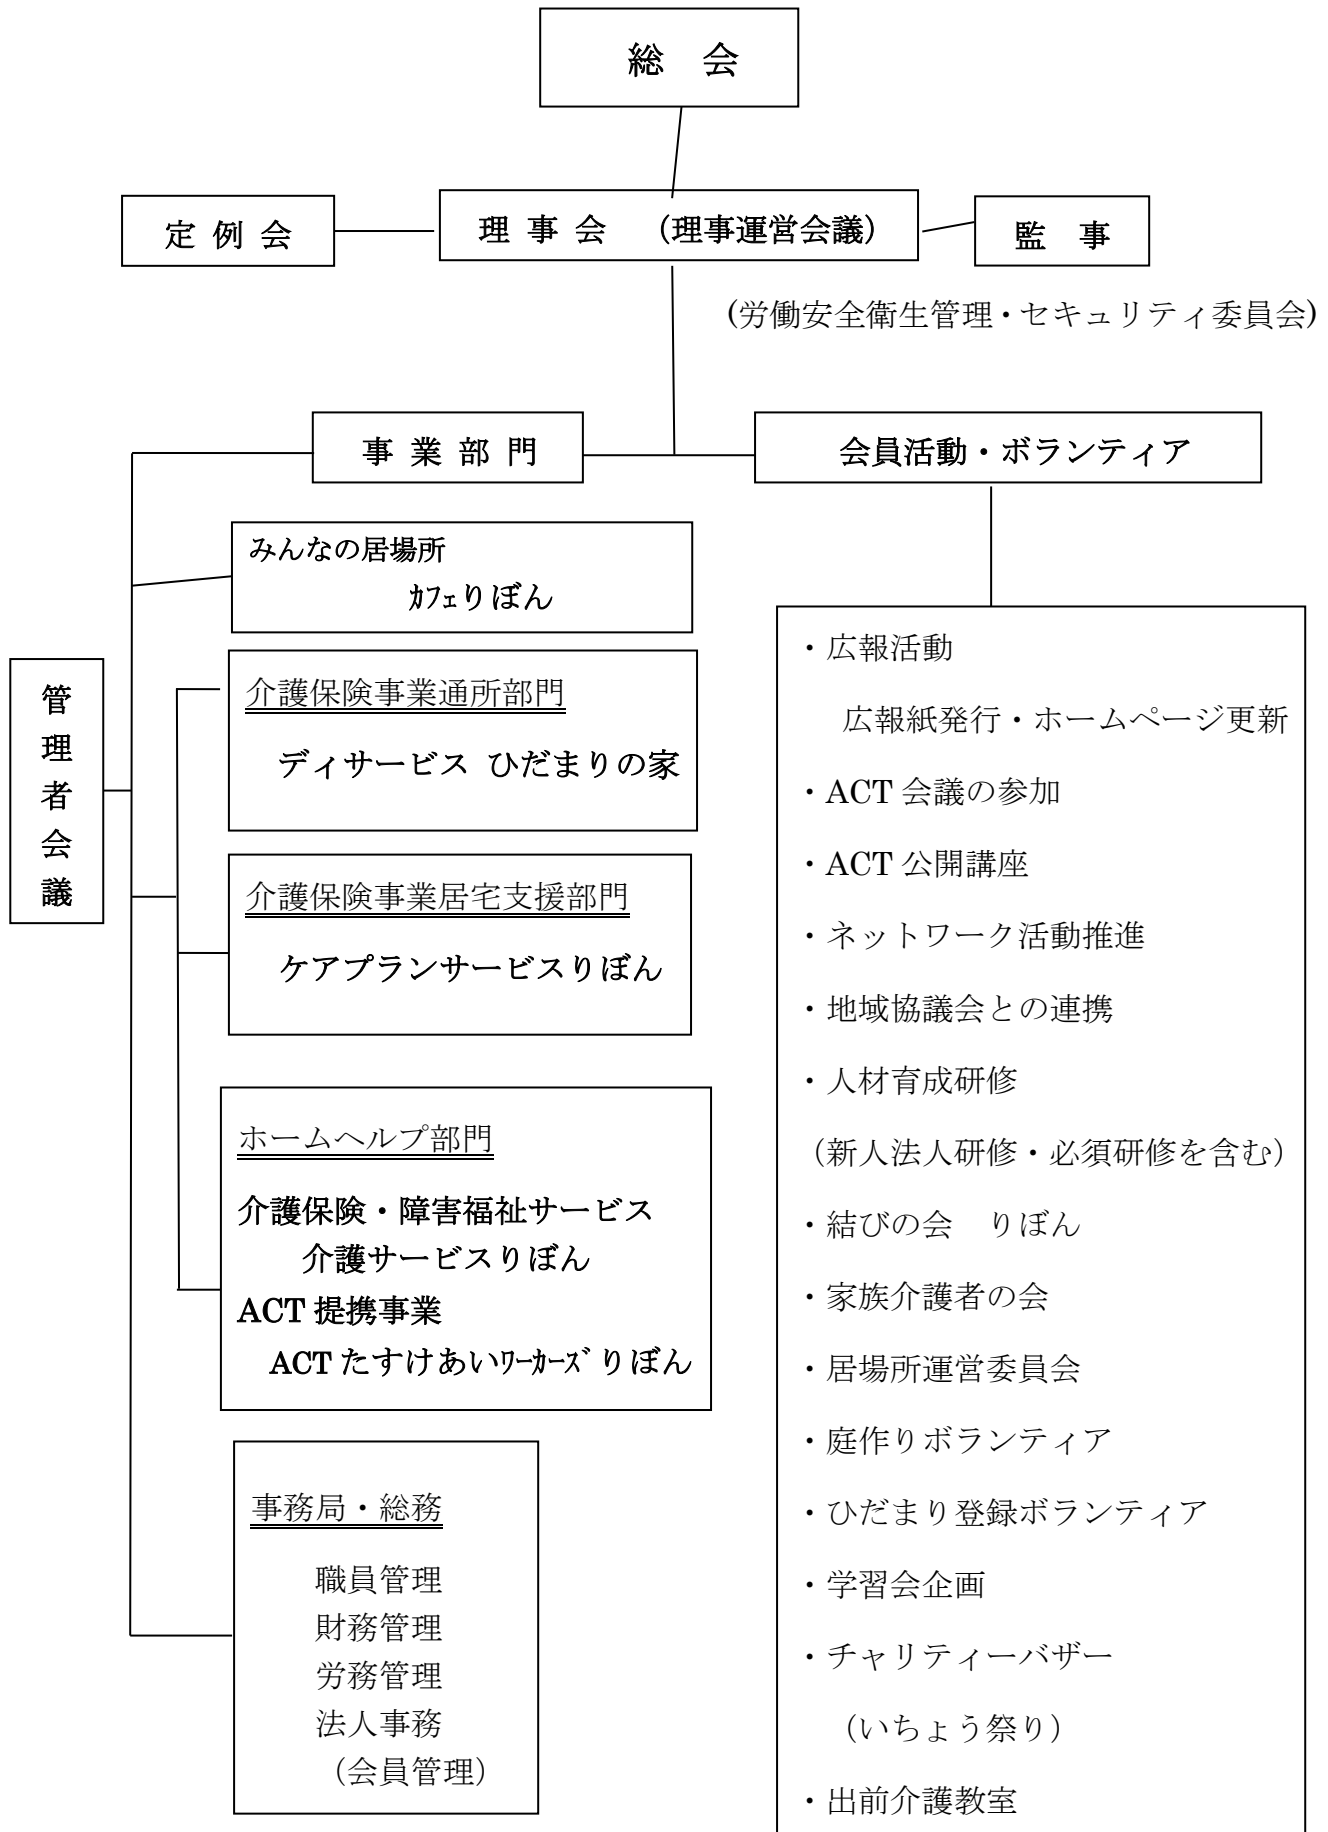 総　会
定 例 会
理 事 会　（理事運営会議）
監　事
(労働安全衛生管理・セキュリティ委員会)
事 業 部 門
会員活動・ボランティア
管理者会議
みんなの居場所
ｶﾌｪりぼん
介護保険事業通所部門
ディサービス ひだまりの家
介護保険事業居宅支援部門
ケアプランサービスりぼん
ホームヘルプ部門
介護保険・障害福祉サービス
介護サービスりぼん
ACT 提携事業
ACT たすけあいﾜｰｶｰｽﾞりぼん
事務局・総務
職員管理
財務管理
労務管理
法人事務
（会員管理）
・広報活動
広報紙発行・ホームページ更新
・ACT 会議の参加
・ACT 公開講座
・ネットワーク活動推進
・地域協議会との連携
・人材育成研修
（新人法人研修・必須研修を含む）
・結びの会　りぼん
・家族介護者の会
・居場所運営委員会
・庭作りボランティア
・ひだまり登録ボランティア
・学習会企画
・チャリティーバザー
（いちょう祭り）
・出前介護教室